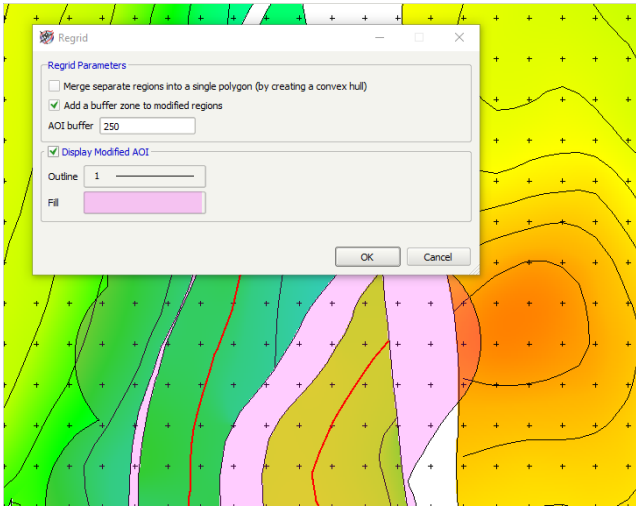 Regrid
Regrid Parameters
Merge separate regions into a single polygon (by creating a convex hull)
Add a buffer zone to modified regions
AOI buffer 250
Display Modified AOI
Outline 1
Fill
OK Cancel